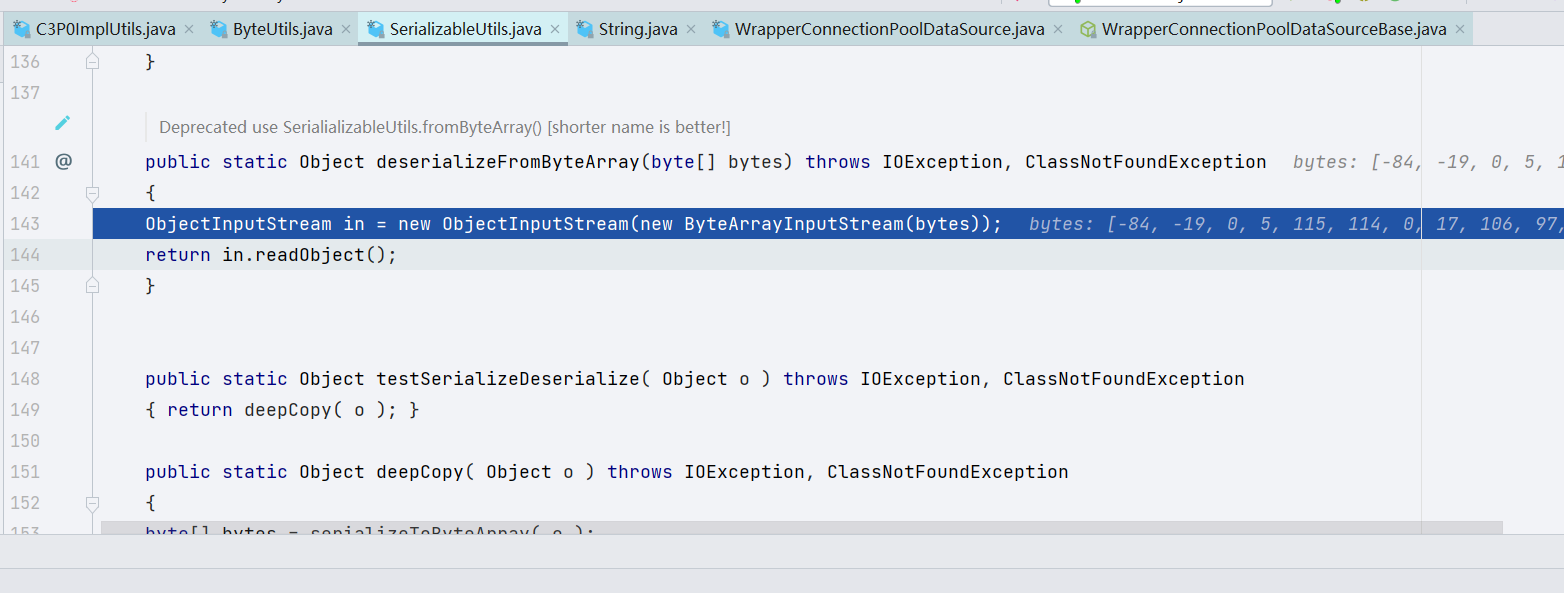 C3P0ImplUtils.java × ByteUtils.java × SerializableUtils.java × String.java × WrapperConnectionPoolDataSource.java × WrapperConnectionPoolDataSourceBase.java ×
136 }
137
Deprecated use SerialializableUtils.fromByteArray() [shorter name is better!]
141 @ public static Object deserializeFromByteArray(byte[] bytes) throws IOException, ClassNotFoundException bytes: [-84, -19, 0, 5, 1
142 {
143 ObjectInputStream in = new ObjectInputStream(new ByteArrayInputStream(bytes)); bytes: [-84, -19, 0, 5, 115, 114, 0, 17, 106, 97,
144 return in.readObject();
145 }
146
147
148 public static Object testSerializeDeserialize( Object o ) throws IOException, ClassNotFoundException
149 { return deepCopy( o ); }
150
151 public static Object deepCopy( Object o ) throws IOException, ClassNotFoundException
152 {
153 byte[] bytes = serializeToByteArray( o );